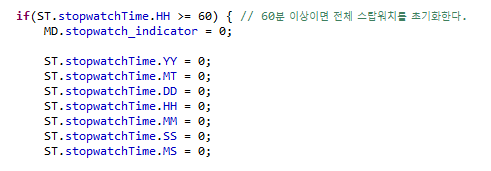 if(ST.stopwatchTime.HH >= 60) { // 60분 이상이면 전체 스탑워치를 초기화한다.
MD.stopwatch_indicator = 0;
ST.stopwatchTime.YY = 0;
ST.stopwatchTime.MT = 0;
ST.stopwatchTime.DD = 0;
ST.stopwatchTime.HH = 0;
ST.stopwatchTime.MM = 0;
ST.stopwatchTime.SS = 0;
ST.stopwatchTime.MS = 0;